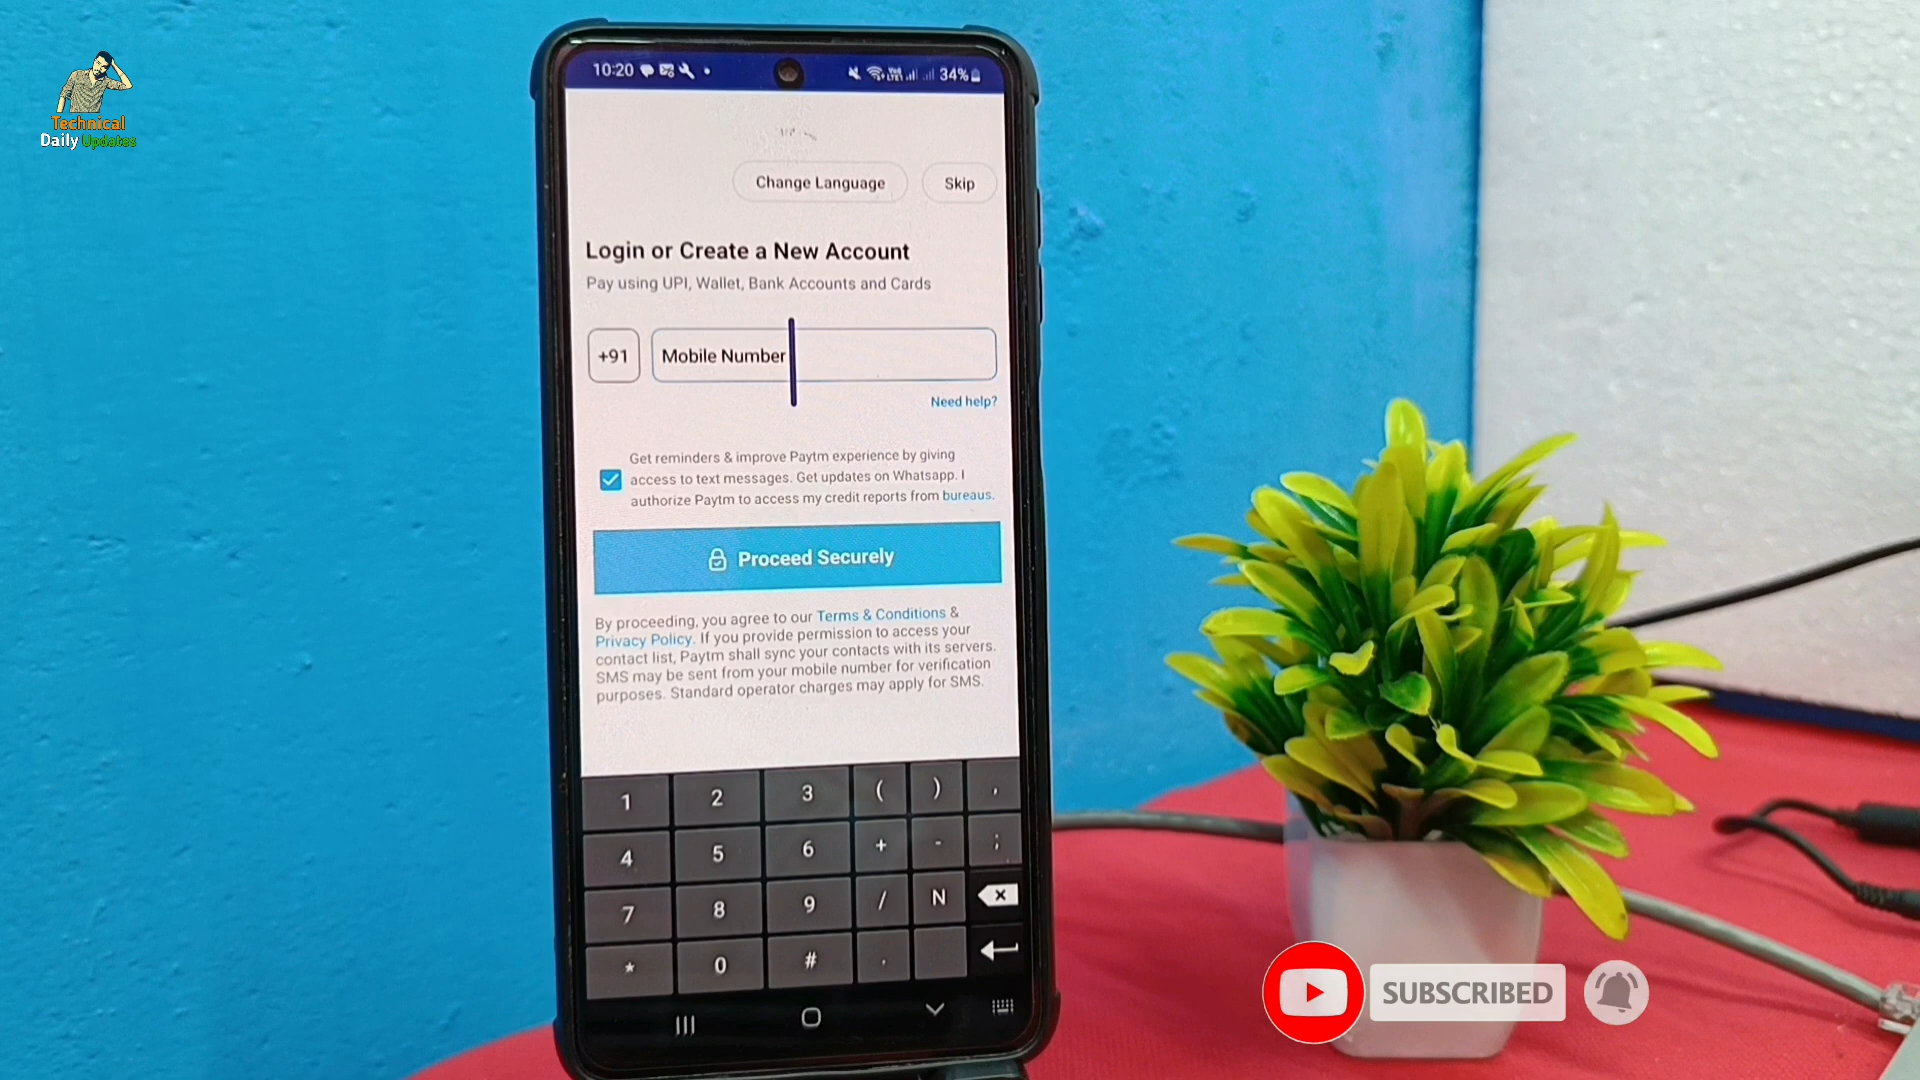 Technical
Daily Updates
10:20
34%
Change Language
Skip
Login or Create a New Account
Pay using UPI, Wallet, Bank Accounts and Cards
+91
Mobile Number
Need help?
Get reminders & improve Paytm experience by giving
access to text messages. Get updates on Whatsapp. I
authorize Paytm to access my credit reports from bureaus.
Proceed Securely
By proceeding, you agree to our Terms & Conditions &
Privacy Policy. If you provide permission to access your
contact list, Paytm shall sync your contacts with its servers.
SMS may be sent from your mobile number for verification
purposes. Standard operator charges may apply for SMS.
1 2 3 ( ) ,
4 5 6 + - ;
7 8 9 / N
* 0 # .
SUBSCRIBED